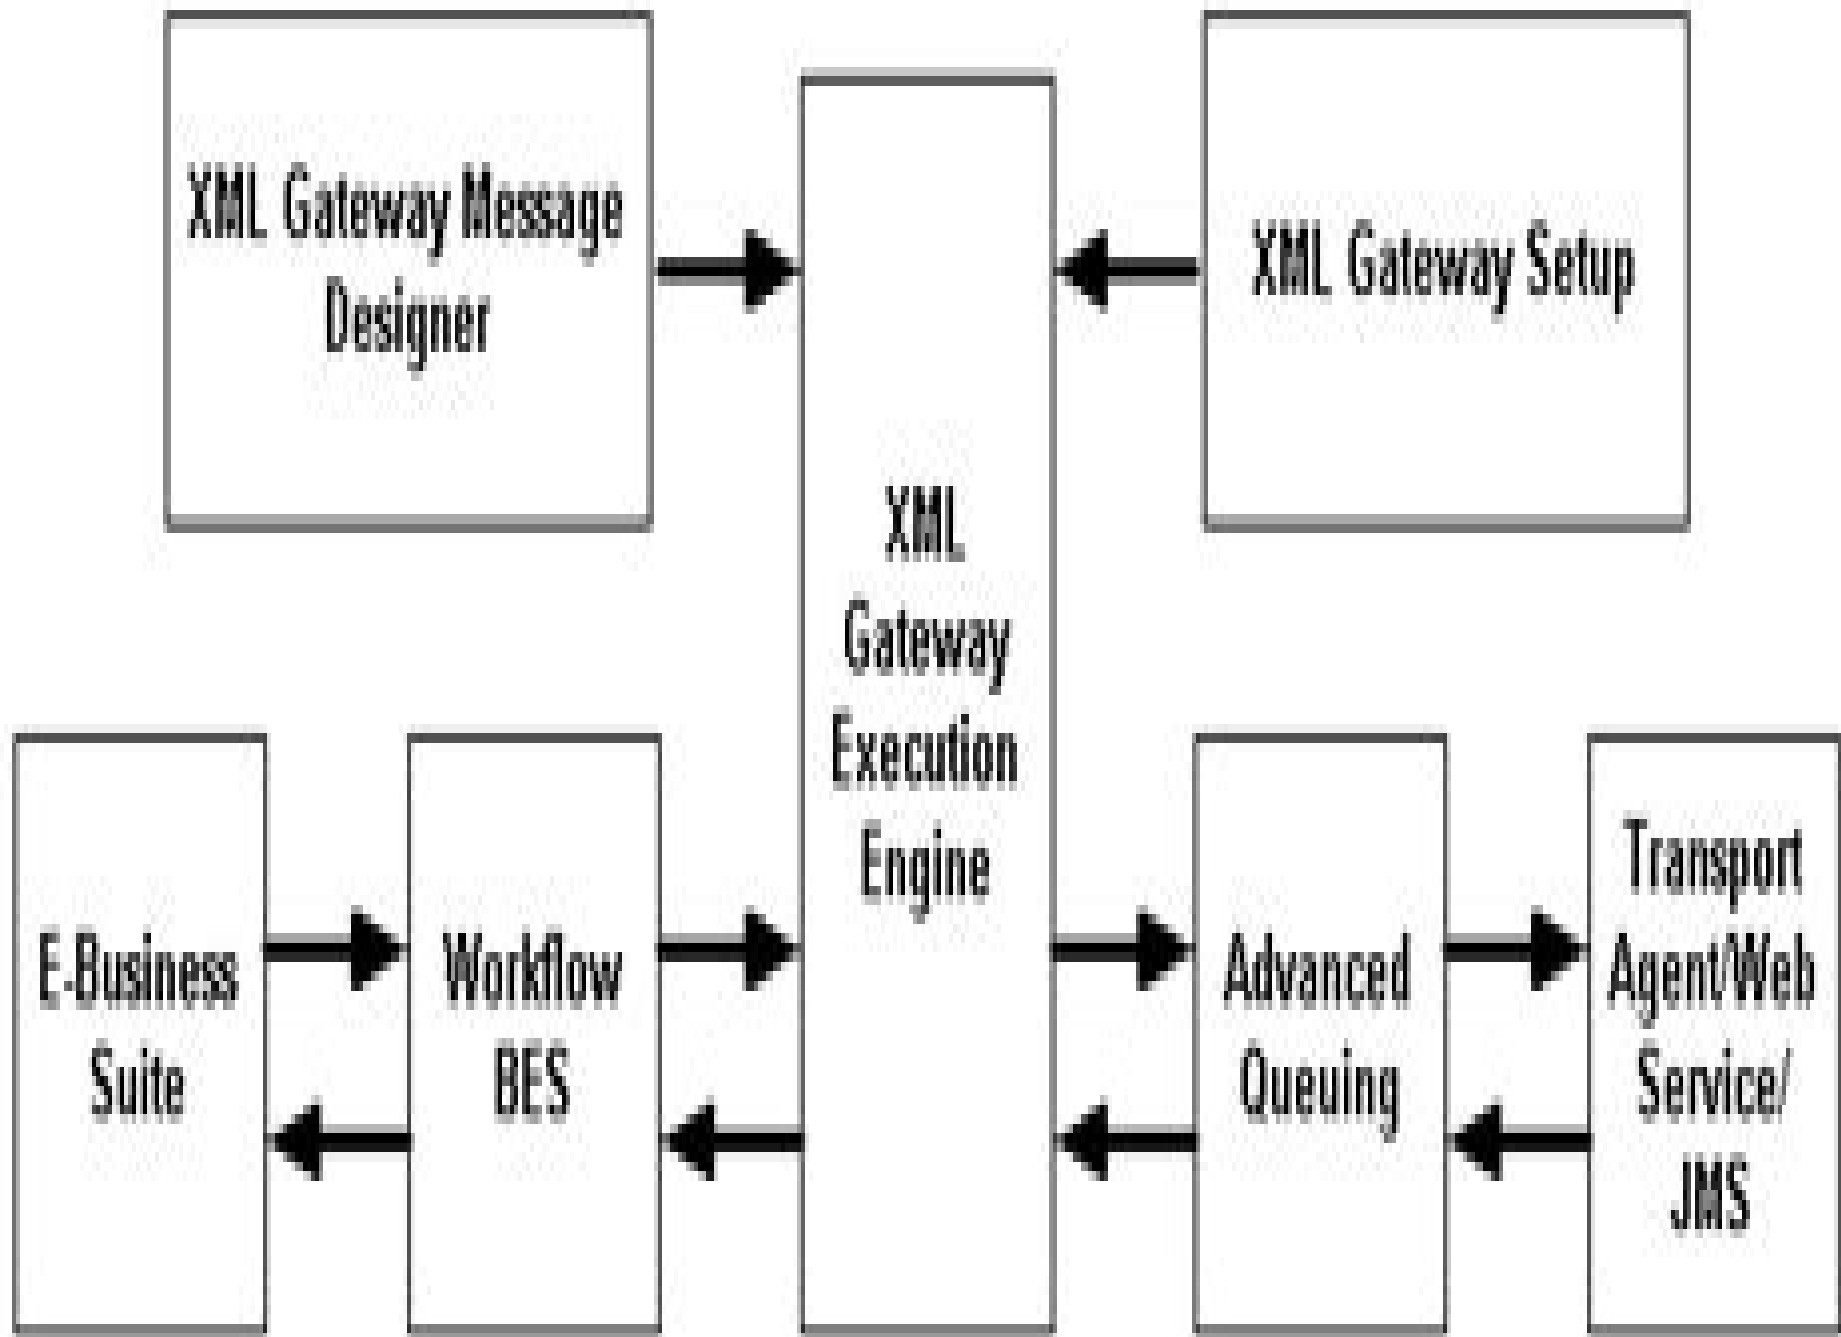 XML Gateway Message
Designer
XML Gateway Setup
XML
Gateway
Execution
Engine
E-Business
Suite
Workflow
BES
Advanced
Queuing
Transport
Agent/Web
Service/
JMS